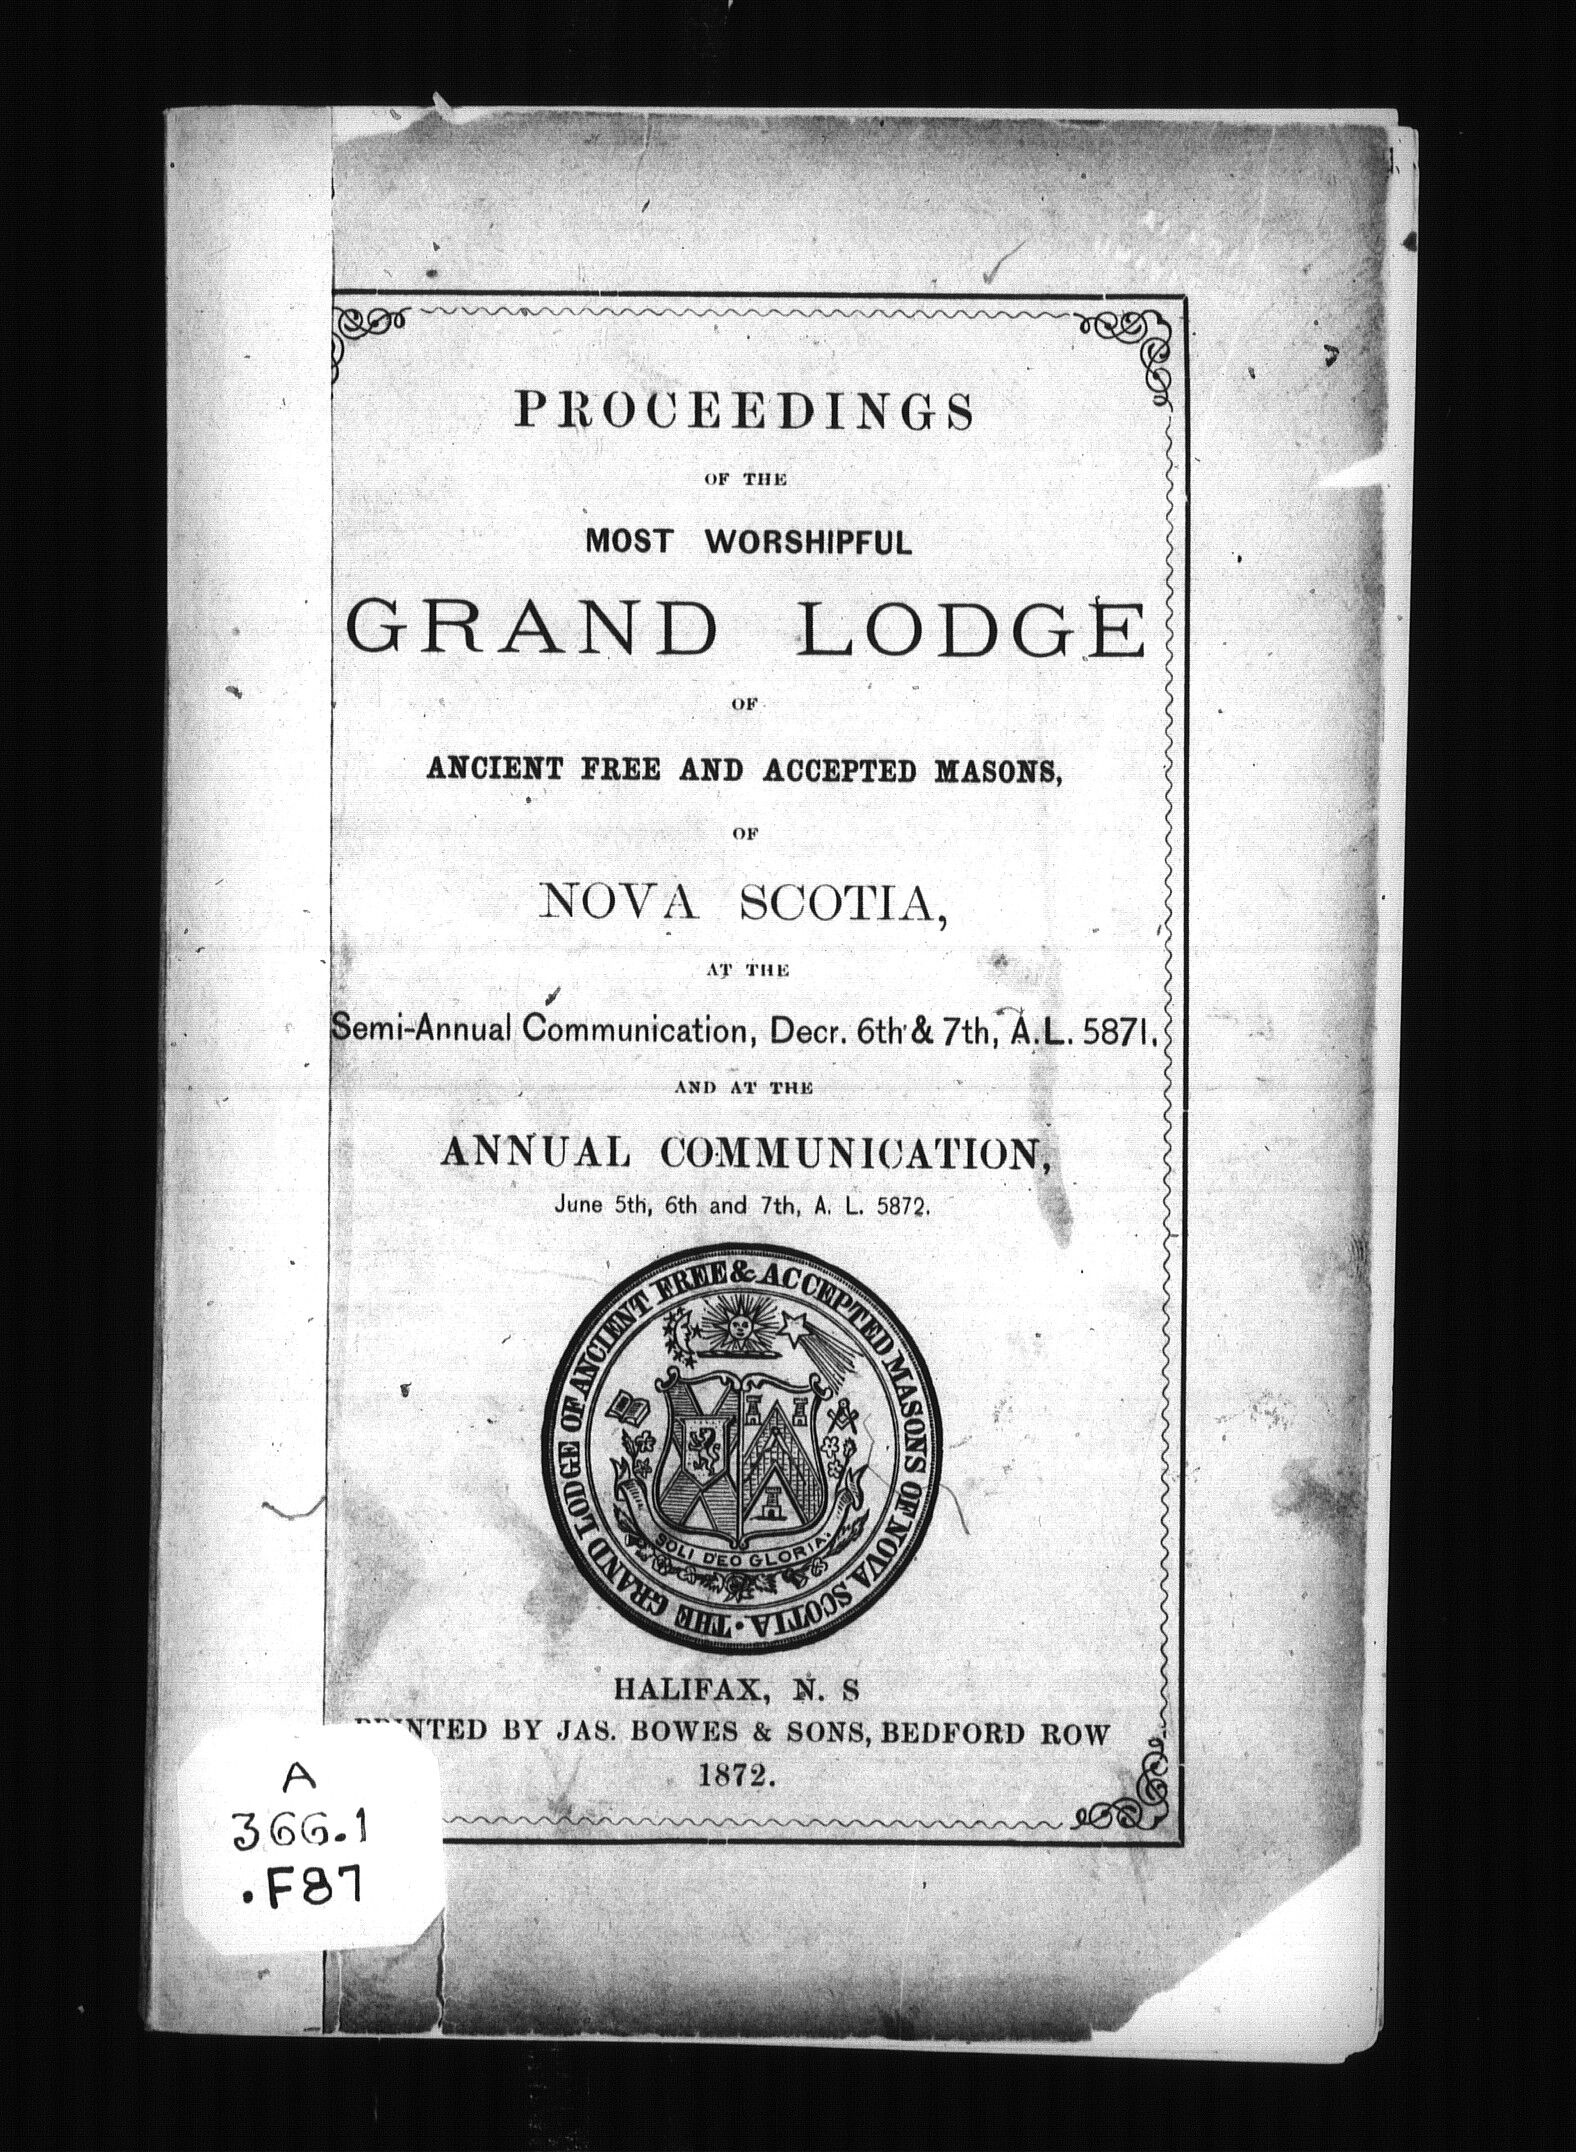 PROCEEDINGS
OF THE
MOST WORSHIPFUL
GRAND LODGE
OF
ANCIENT FREE AND ACCEPTED MASONS,
OF
NOVA SCOTIA,
AT THE
Semi-Annual Communication, Decr. 6th & 7th, A.L. 5871.
AND AT THE
ANNUAL COMMUNICATION,
June 5th, 6th and 7th, A. L. 5872.
THE GRAND LODGE OF ANCIENT FREE & ACCEPTED MASONS OF NOVA SCOTIA
SOLI DEO GLORIA.
HALIFAX, N. S
PRINTED BY JAS. BOWES & SONS, BEDFORD ROW
1872.
A
366.1
.F87